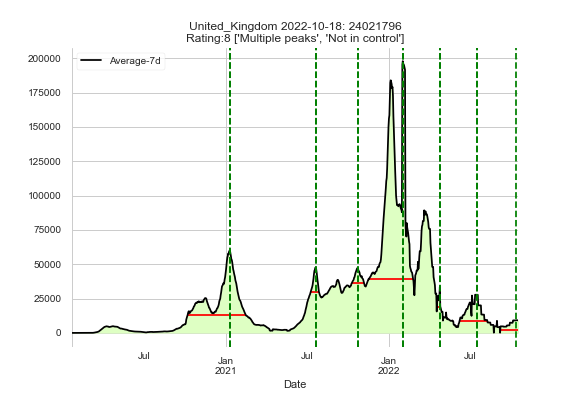 United_Kingdom 2022-10-18: 24021796
Rating:8 ['Multiple peaks', 'Not in control']
Average-7d
200000
175000
150000
125000
100000
75000
50000
25000
0
Jul
Jan
2021
Jul
Jan
2022
Jul
Date